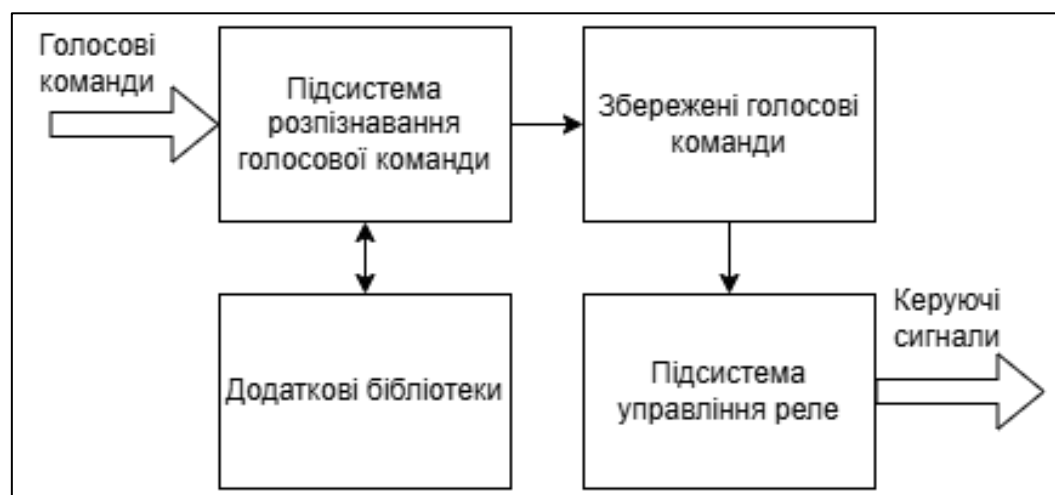 Голосові
команди
Підсистема
розпізнавання
голосової команди
Збережені голосові
команди
Додаткові бібліотеки
Підсистема
управління реле
Керуючі
сигнали